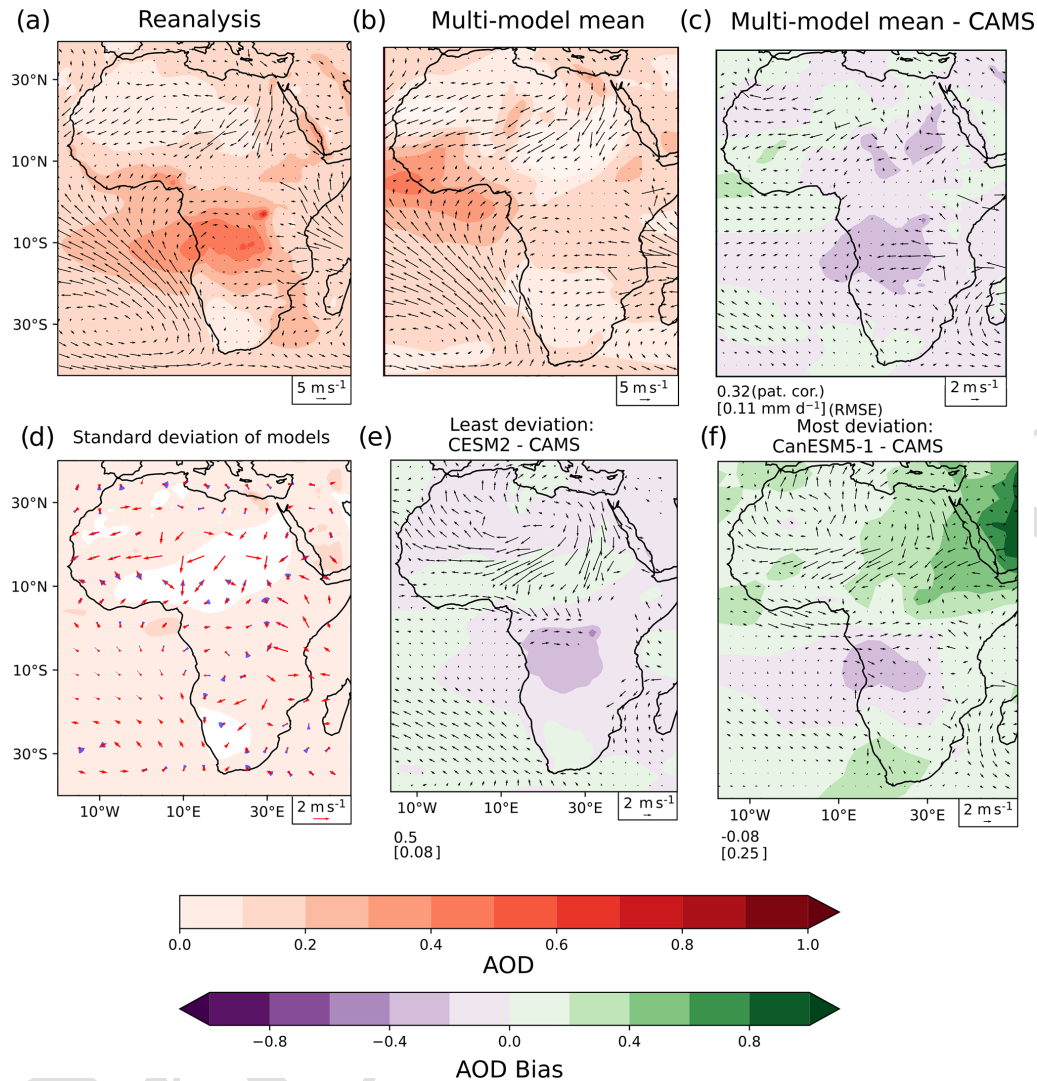 (a) Reanalysis
(b) Multi-model mean
(c) Multi-model mean - CAMS
30°N
10°N
10°S
30°S
5 m s-1
5 m s-1
2 m s-1
0.32 (pat. cor.)
[0.11 mm d−1] (RMSE)
(d) Standard deviation of models
(e) Least deviation:
CESM2 - CAMS
(f) Most deviation:
CanESM5-1 - CAMS
30°N
10°N
10°S
30°S
10°W 10°E 30°E
2 m s-1
10°W 10°E 30°E
2 m s-1
10°W 10°E 30°E
2 m s-1
0.5
[0.08]
-0.08
[0.25]
0.0 0.2 0.4 0.6 0.8 1.0
AOD
−0.8 −0.4 0.0 0.4 0.8
AOD Bias